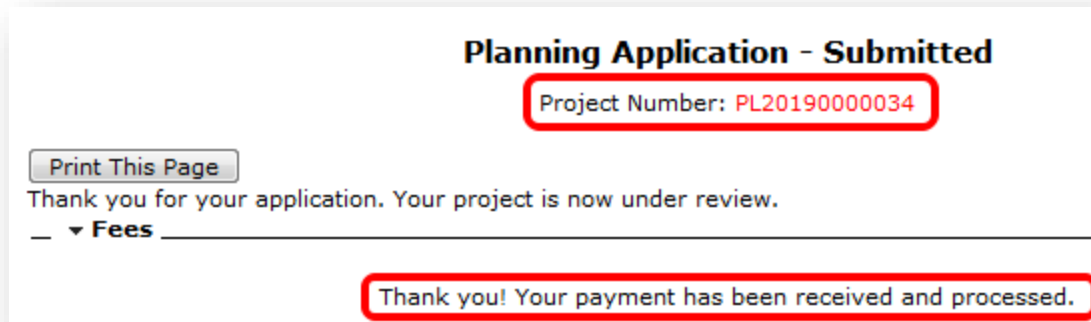 Planning Application - Submitted
Project Number: PL20190000034
Print This Page
Thank you for your application. Your project is now under review.
Fees
Thank you! Your payment has been received and processed.